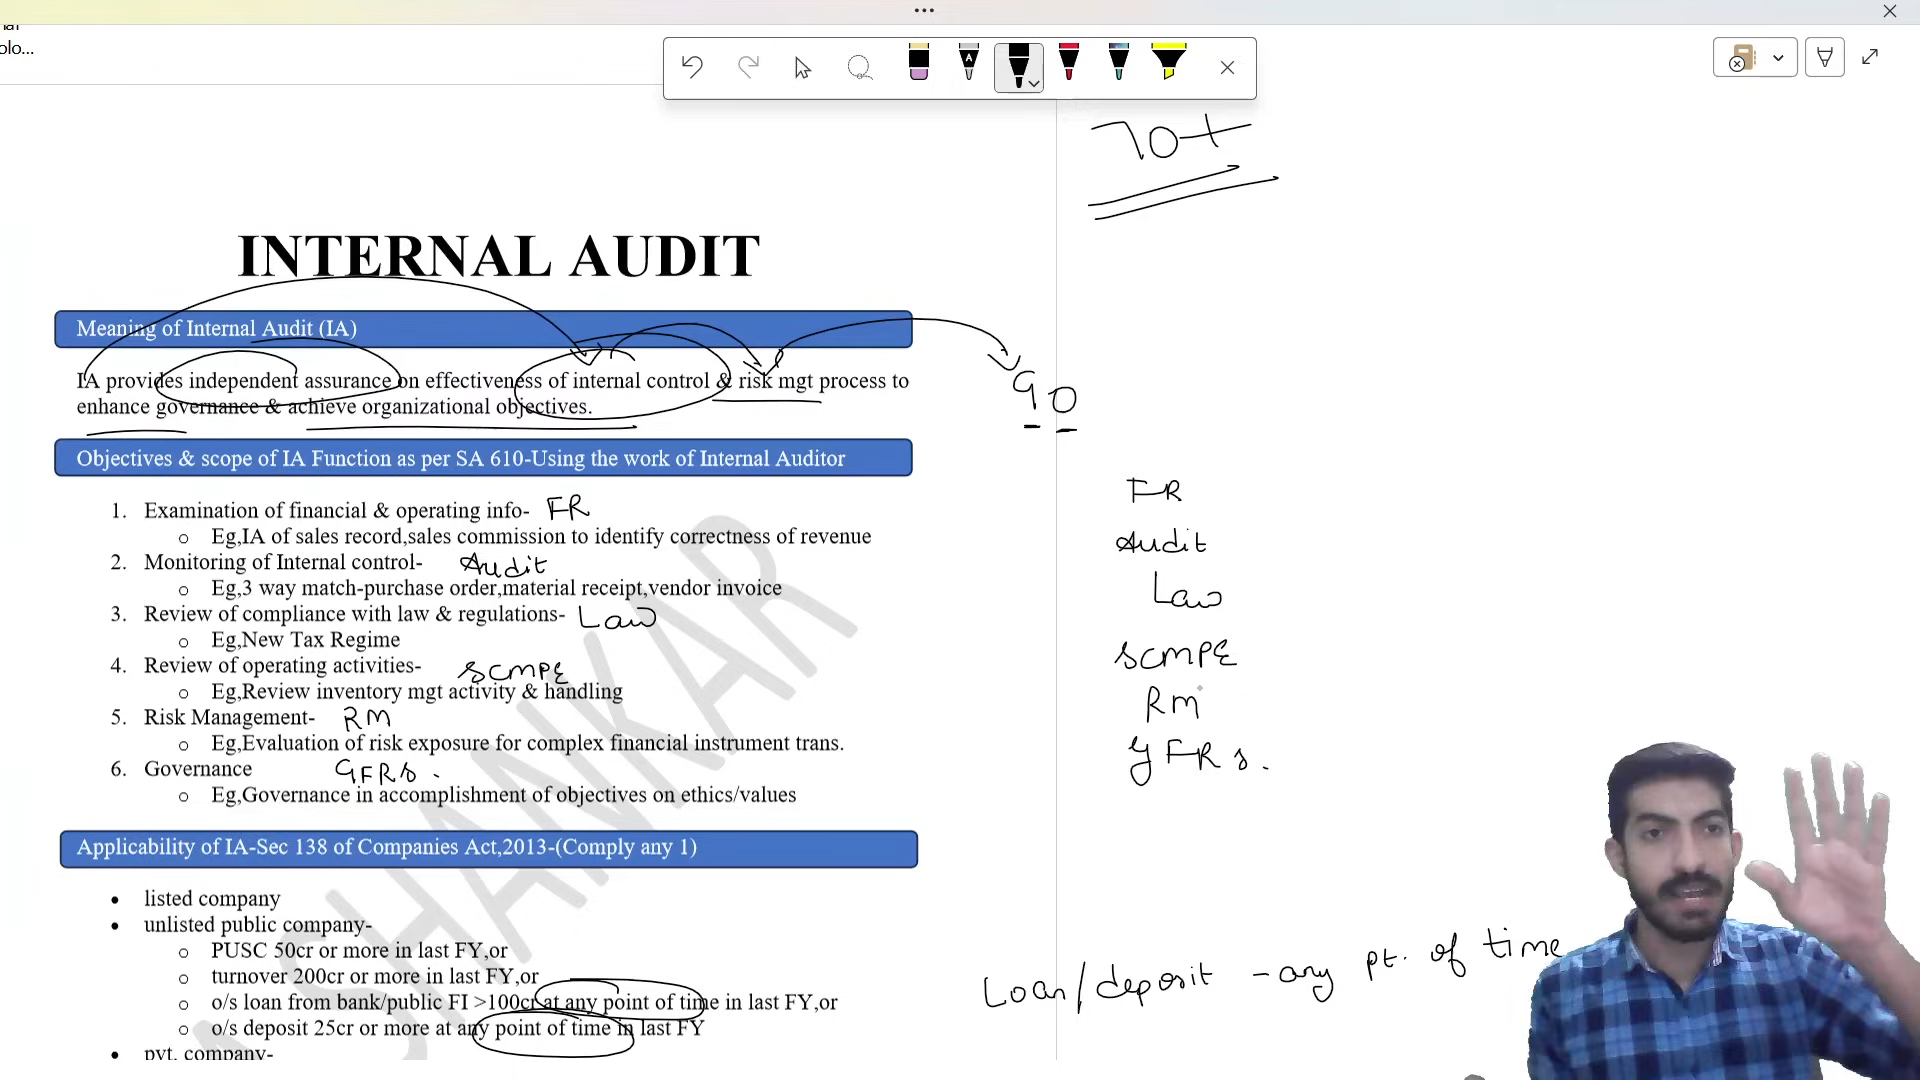 olo...
70+
INTERNAL AUDIT
Meaning of Internal Audit (IA)
IA provides independent assurance on effectiveness of internal control & risk mgt process to
enhance governance & achieve organizational objectives.
G O
Objectives & scope of IA Function as per SA 610-Using the work of Internal Auditor
1. Examination of financial & operating info- FR
o Eg,IA of sales record,sales commission to identify correctness of revenue
2. Monitoring of Internal control- Audit
o Eg,3 way match-purchase order,material receipt,vendor invoice
3. Review of compliance with law & regulations- Law
o Eg,New Tax Regime
4. Review of operating activities- SCMPE
o Eg,Review inventory mgt activity & handling
5. Risk Management- RM
o Eg,Evaluation of risk exposure for complex financial instrument trans.
6. Governance GFRS.
o Eg,Governance in accomplishment of objectives on ethics/values
FR
Audit
Law
SCMPE
RM
GFRS.
Applicability of IA-Sec 138 of Companies Act,2013-(Comply any 1)
• listed company
• unlisted public company-
o PUSC 50cr or more in last FY,or
o turnover 200cr or more in last FY,or
o o/s loan from bank/public FI >100cr at any point of time in last FY,or
o o/s deposit 25cr or more at any point of time in last FY
• pvt. company-
Loan/deposit - any pt. of time
SHANKAR